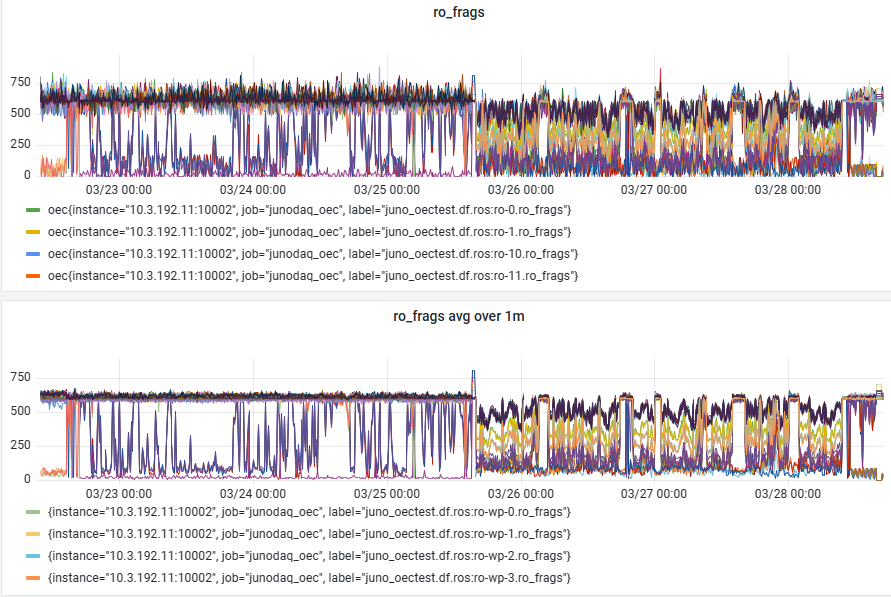 ro_frags
750
500
250
0
03/23 00:00 03/24 00:00 03/25 00:00 03/26 00:00 03/27 00:00 03/28 00:00
oec{instance="10.3.192.11:10002", job="junodaq_oec", label="juno_oectest.df.ros:ro-0.ro_frags"}
oec{instance="10.3.192.11:10002", job="junodaq_oec", label="juno_oectest.df.ros:ro-1.ro_frags"}
oec{instance="10.3.192.11:10002", job="junodaq_oec", label="juno_oectest.df.ros:ro-10.ro_frags"}
oec{instance="10.3.192.11:10002", job="junodaq_oec", label="juno_oectest.df.ros:ro-11.ro_frags"}
ro_frags avg over 1m
750
500
250
0
03/23 00:00 03/24 00:00 03/25 00:00 03/26 00:00 03/27 00:00 03/28 00:00
{instance="10.3.192.11:10002", job="junodaq_oec", label="juno_oectest.df.ros:ro-wp-0.ro_frags"}
{instance="10.3.192.11:10002", job="junodaq_oec", label="juno_oectest.df.ros:ro-wp-1.ro_frags"}
{instance="10.3.192.11:10002", job="junodaq_oec", label="juno_oectest.df.ros:ro-wp-2.ro_frags"}
{instance="10.3.192.11:10002", job="junodaq_oec", label="juno_oectest.df.ros:ro-wp-3.ro_frags"}